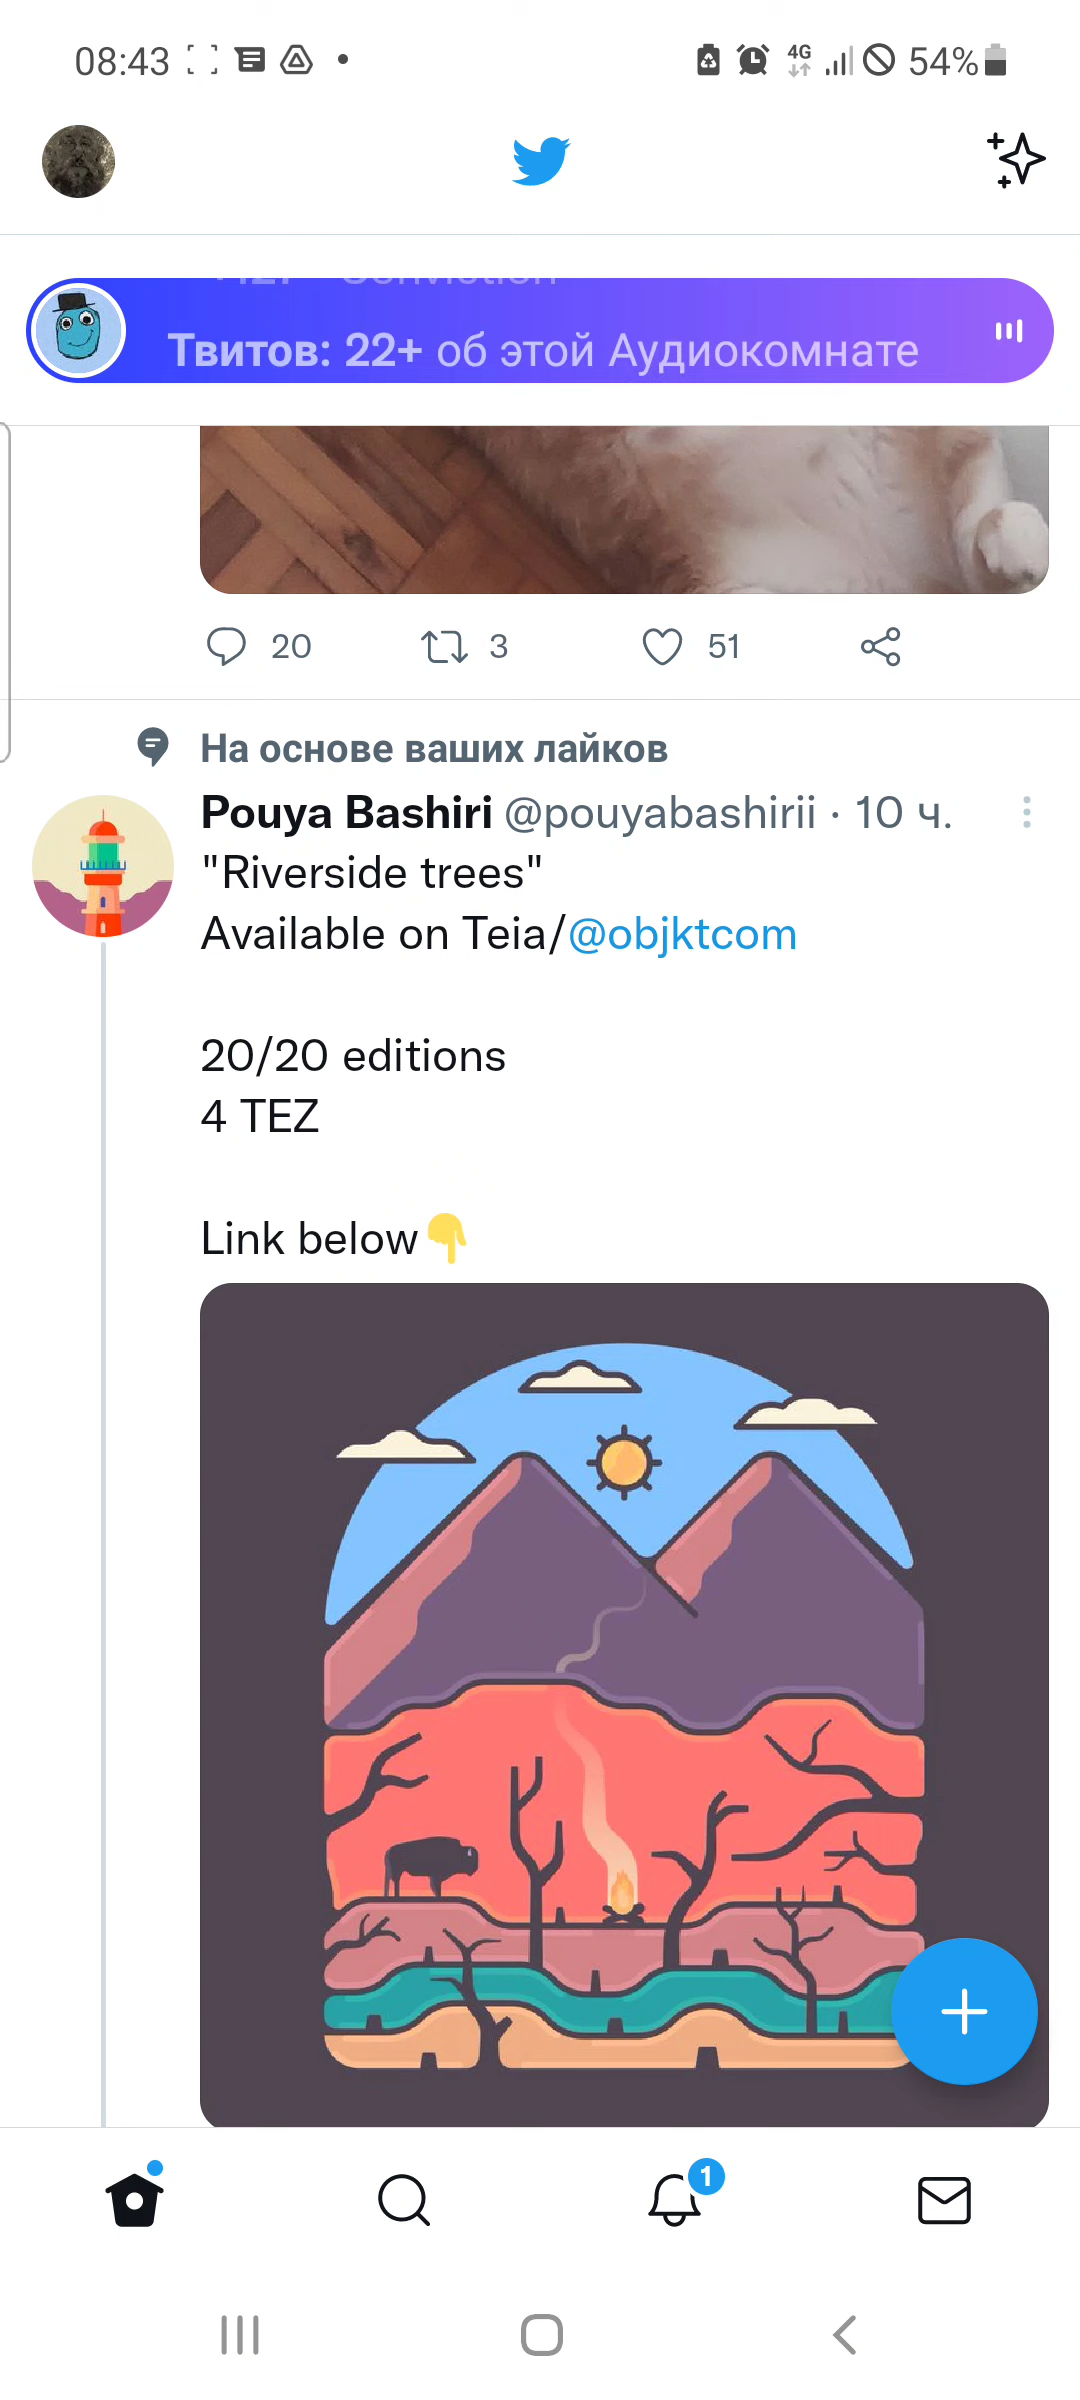 08:43
4G
54%
Твитов: 22+ об этой Аудиокомнате
20
3
51
На основе ваших лайков
Pouya Bashiri @pouyabashirii · 10 ч.
"Riverside trees"
Available on Teia/@objktcom
20/20 editions
4 TEZ
Link below👇
1